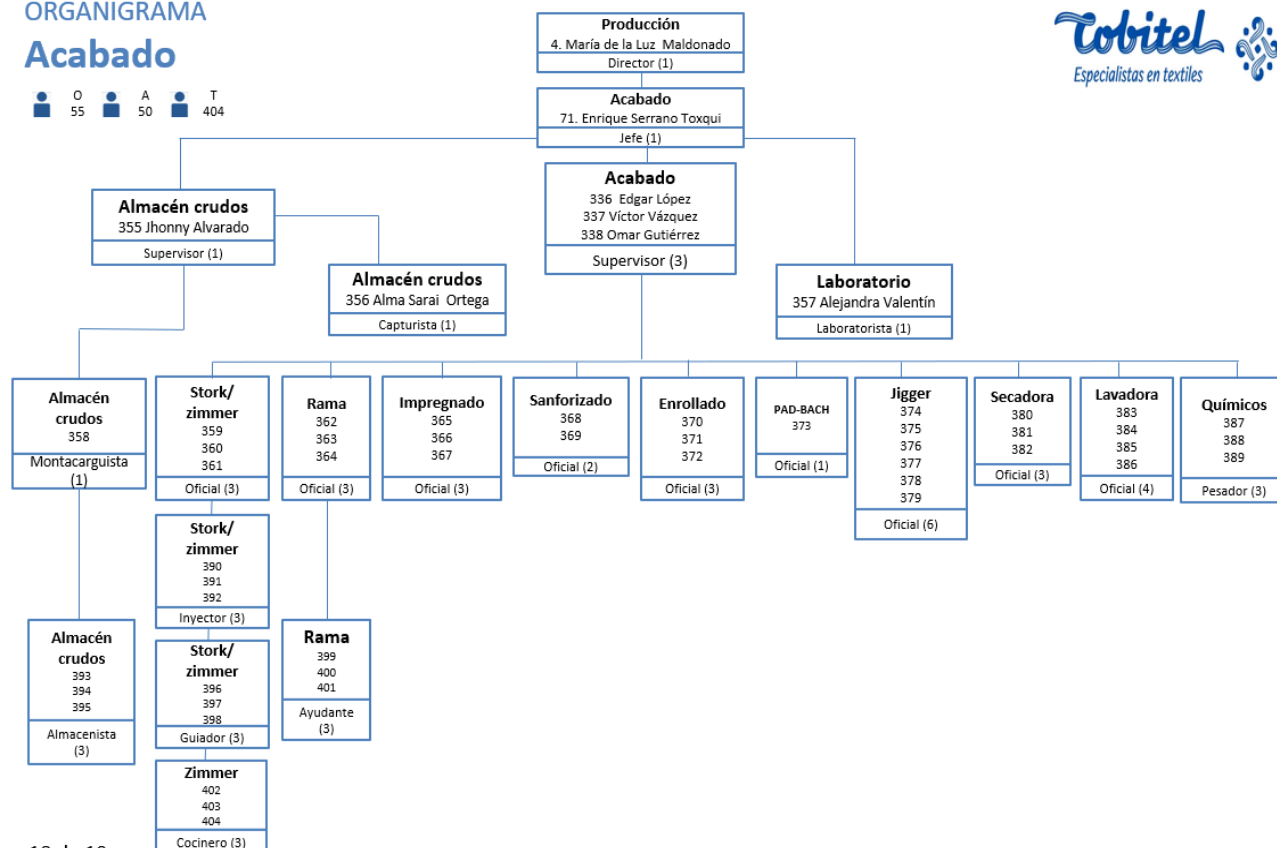 ORGANIGRAMA
Acabado
O A T
55 50 404
Tobitel
Especialistas en textiles
Producción
4. María de la Luz Maldonado
Director (1)
Acabado
71. Enrique Serrano Toxqui
Jefe (1)
Almacén crudos
355 Jhonny Alvarado
Supervisor (1)
Acabado
336 Edgar López
337 Víctor Vázquez
338 Omar Gutiérrez
Supervisor (3)
Almacén crudos
356 Alma Sarai Ortega
Capturista (1)
Laboratorio
357 Alejandra Valentín
Laboratorista (1)
Almacén
crudos
358
Montacarguista
(1)
Stork/
zimmer
359
360
361
Oficial (3)
Rama
362
363
364
Oficial (3)
Impregnado
365
366
367
Oficial (3)
Sanforizado
368
369
Oficial (2)
Enrollado
370
371
372
Oficial (3)
PAD-BACH
373
Oficial (1)
Jigger
374
375
376
377
378
379
Oficial (6)
Secadora
380
381
382
Oficial (3)
Lavadora
383
384
385
386
Oficial (4)
Químicos
387
388
389
Pesador (3)
Stork/
zimmer
390
391
392
Inyector (3)
Almacén
crudos
393
394
395
Almacenista
(3)
Stork/
zimmer
396
397
398
Guiador (3)
Rama
399
400
401
Ayudante
(3)
Zimmer
402
403
404
Cocinero (3)